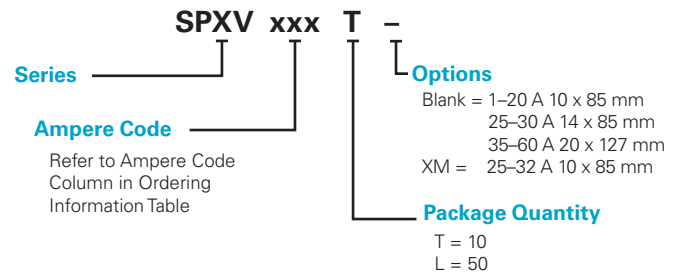 SPXV xxx T –
Series
Ampere Code
Refer to Ampere Code
Column in Ordering
Information Table
Options
Blank = 1–20 A 10 x 85 mm
25–30 A 14 x 85 mm
35–60 A 20 x 127 mm
XM = 25–32 A 10 x 85 mm
Package Quantity
T = 10
L = 50